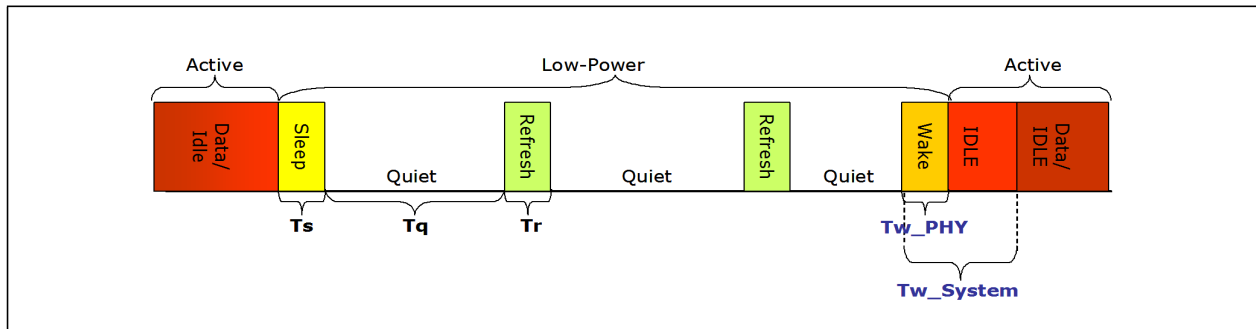 Active
Low-Power
Active
Data/
Idle
Sleep
Refresh
Refresh
Wake
IDLE
Data/
IDLE
Quiet
Quiet
Quiet
Ts
Tq
Tr
Tw_PHY
Tw_System